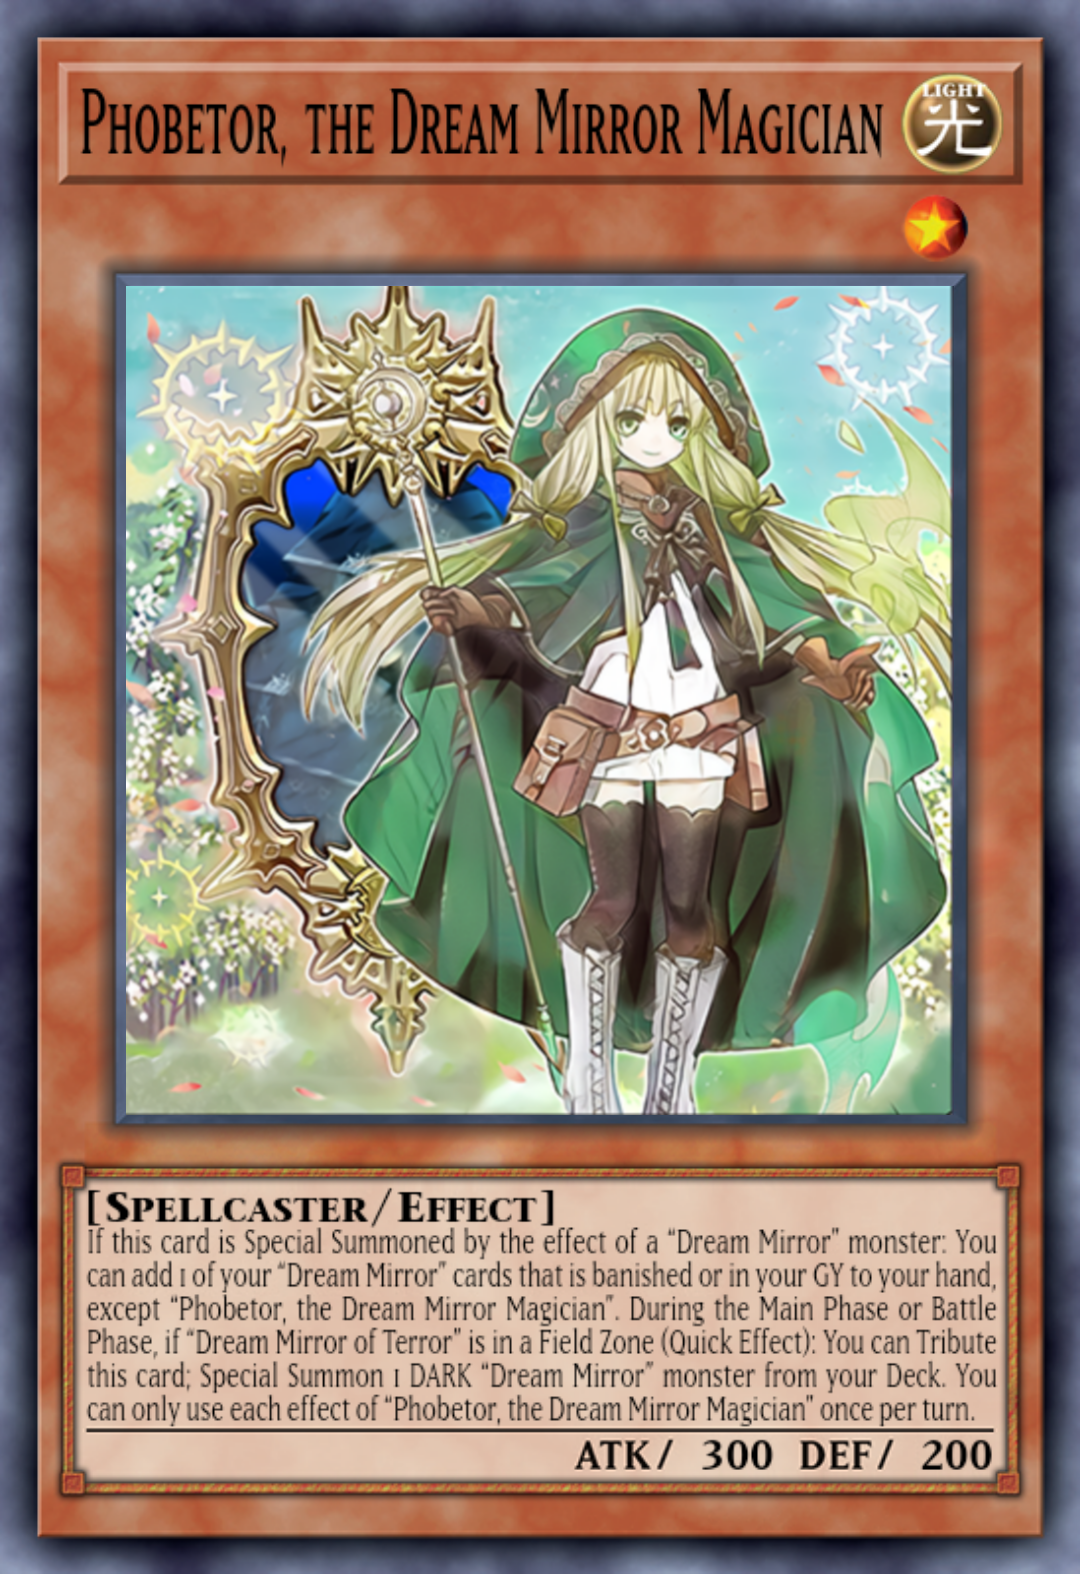 Phobetor, the Dream Mirror Magician
LIGHT
光
[Spellcaster/Effect]
If this card is Special Summoned by the effect of a “Dream Mirror” monster: You
can add 1 of your “Dream Mirror” cards that is banished or in your GY to your hand,
except “Phobetor, the Dream Mirror Magician”. During the Main Phase or Battle
Phase, if “Dream Mirror of Terror” is in a Field Zone (Quick Effect): You can Tribute
this card; Special Summon 1 DARK “Dream Mirror” monster from your Deck. You
can only use each effect of “Phobetor, the Dream Mirror Magician” once per turn.
ATK/ 300 DEF/ 200